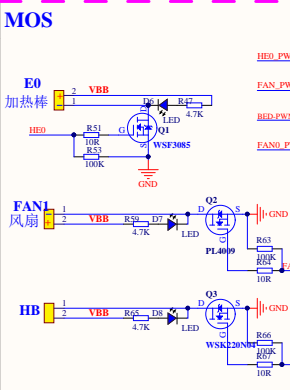 MOS
HE0_PW
E0
加热棒
2
VBB
1
D6
R47
4.7K
LED
FAN_PW
BED-PWM
FAN0_P
HE0
R51
10R
R53
100K
G
D
S
Q1
WSF3085
GND
FAN1
风扇
1
2
VBB
R59
4.7K
D7
LED
D
S
G
Q2
PL4009
GND
R63
100K
R64
10R
FA
HB
1
2
VBB
R65
4.7K
D8
LED
D
S
G
Q3
WSK220N04
GND
R66
100K
R67
10R